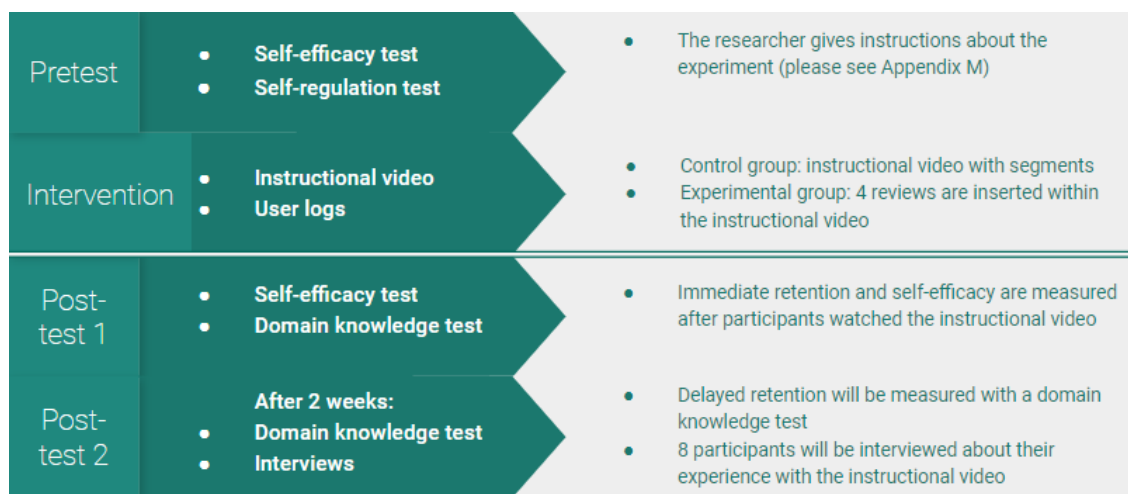 Pretest
● Self-efficacy test
● Self-regulation test
● The researcher gives instructions about the
experiment (please see Appendix M)
Intervention
● Instructional video
● User logs
● Control group: instructional video with segments
● Experimental group: 4 reviews are inserted within
the instructional video
Post-
test 1
● Self-efficacy test
● Domain knowledge test
● Immediate retention and self-efficacy are measured
after participants watched the instructional video
Post-
test 2
After 2 weeks:
● Domain knowledge test
● Interviews
● Delayed retention will be measured with a domain
knowledge test
● 8 participants will be interviewed about their
experience with the instructional video